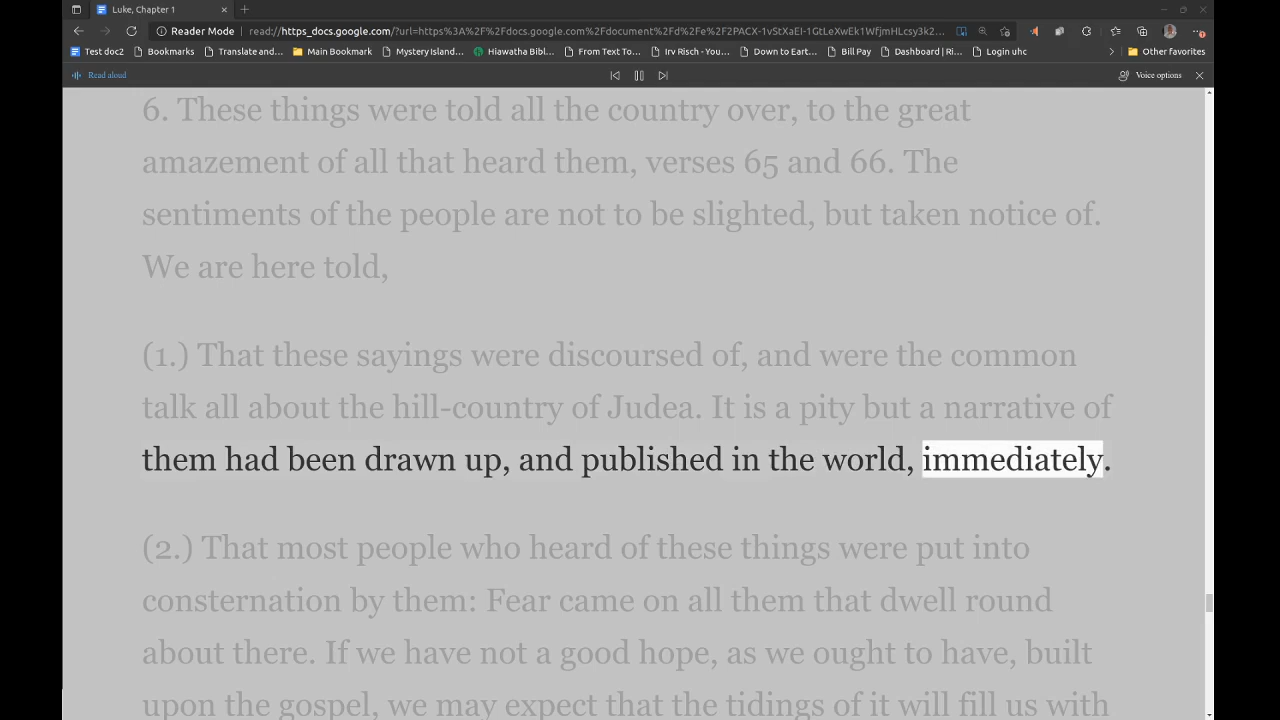 Luke, Chapter 1
Reader Mode
read://https_docs.google.com/?url=https%3A%2F%2Fdocs.google.com%2Fdocument%2Fd%2Fe%2F2PACX-1vStXaEI-1GtLeXwEk1WfjmHLcsy3k2...
Test doc2 Bookmarks Translate and... Main Bookmark Mystery Island... Hiawatha Bibl... From Text To... Irv Risch - You... Down to Eart... Bill Pay Dashboard | Ri... Login uhc Other favorites
Read aloud Voice options
6. These things were told all the country over, to the great
amazement of all that heard them, verses 65 and 66. The
sentiments of the people are not to be slighted, but taken notice of.
We are here told,
(1.) That these sayings were discoursed of, and were the common
talk all about the hill-country of Judea. It is a pity but a narrative of
them had been drawn up, and published in the world, immediately.
(2.) That most people who heard of these things were put into
consternation by them: Fear came on all them that dwell round
about there. If we have not a good hope, as we ought to have, built
upon the gospel, we may expect that the tidings of it will fill us with